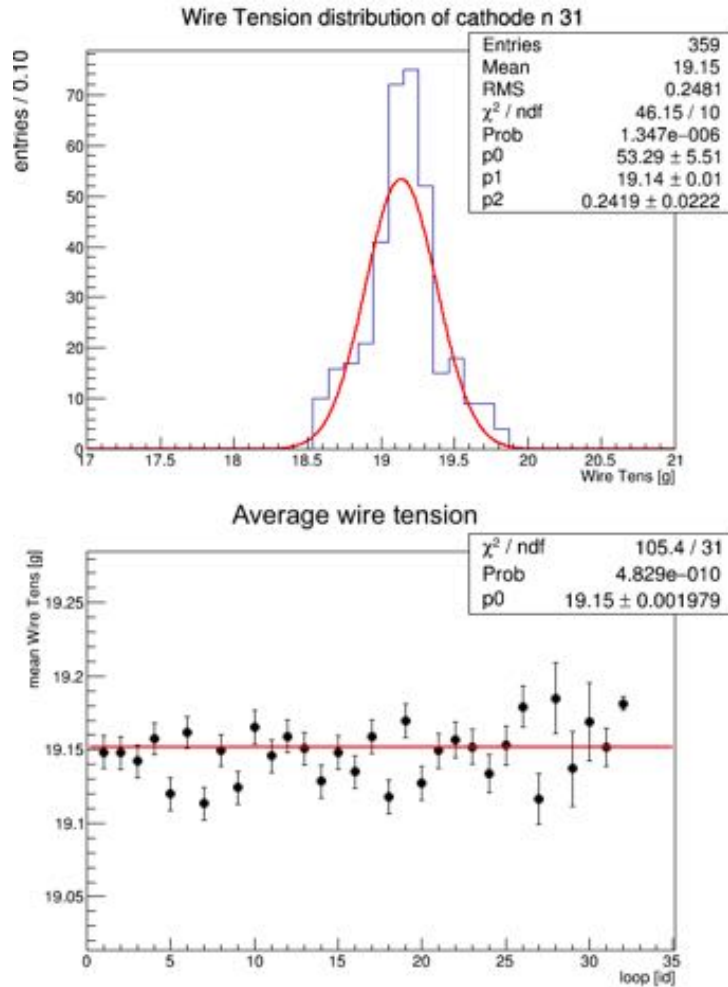 Wire Tension distribution of cathode n 31
Entries 359
Mean 19.15
RMS 0.2481
χ² / ndf 46.15 / 10
Prob 1.347e−006
p0 53.29 ± 5.51
p1 19.14 ± 0.01
p2 0.2419 ± 0.0222
entries / 0.10
70
60
50
40
30
20
10
0
17 17.5 18 18.5 19 19.5 20 20.5 21
Wire Tens [g]
Average wire tension
χ² / ndf 105.4 / 31
Prob 4.829e−010
p0 19.15 ± 0.001979
mean Wire Tens [g]
19.25
19.2
19.15
19.1
19.05
0 5 10 15 20 25 30 35
loop [id]